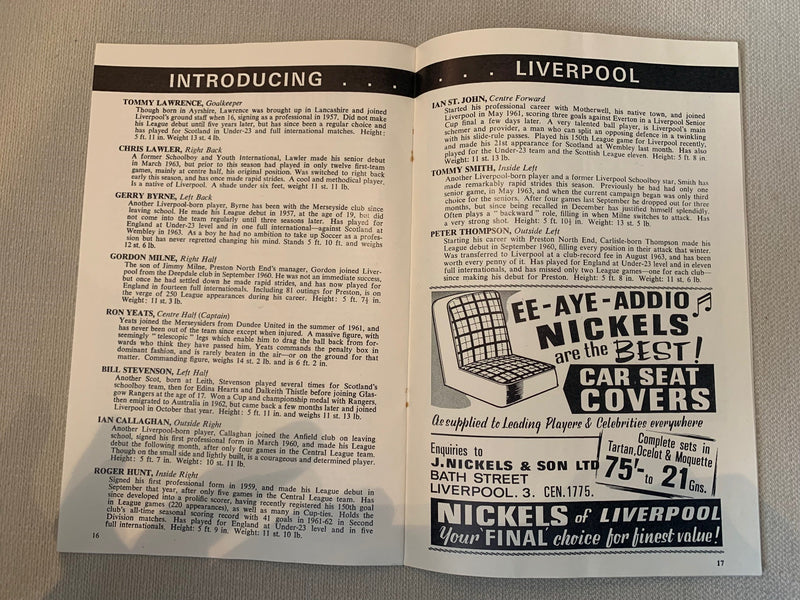 INTRODUCING . . .
TOMMY LAWRENCE, Goalkeeper
Though born in Ayrshire, Lawrence was brought up in Lancashire and joined
Liverpool's ground staff when 16, signing as a professional in 1957. Did not make
his League debut until five years later, but has since been a regular choice and
has played for Scotland in Under-23 and full international matches. Height:
5 ft. 11 in. Weight 13 st. 2 lb.
CHRIS LAWLER, Right Back
A former Schoolboy and Youth International, Lawler made his senior debut
in March 1963, but prior to this season had played in only twelve first-team
games, mainly at centre half, his original position. Was switched to right back
early this season, and has made rapid strides. A cool and methodical player,
Is a native of Liverpool. A shade under six feet, weight 11 st. 11 lb.
GERRY BYRNE, Left Back
Another Liverpool-born player, Byrne has been with the Merseyside club since
leaving school. He made his League debut in 1957, at the age of 19, but did
not come into the team regularly until three seasons later. Has played for
England at Under-23 level and in one full international—against Scotland at
Wembley in 1963. As a boy he had no ambition to take up Soccer as a profes-
sion but has never regretted changing his mind. Stands 5 ft. 10 ft. and weighs
12 st. 6 lb.
GORDON MILNE, Right Half
The son of Jimmy Milne, Preston North End's manager, Gordon joined Liver-
pool from the Deepdale club in September 1960. He was not an immediate success,
but once he had settled down he made rapid strides, and has now played for
England in fourteen full internationals. Including 81 outings for Preston, is on
the verge of 250 League appearances during his career. Height: 5 ft. 7½ in.
Weight: 11 st. 3 lb.
RON YEATS, Centre Half (Captain)
Yeats joined the Merseysiders from Dundee United in the summer of 1961, and
has never been out of the team since except when injured. A massive figure, with
seemingly "telescopic" legs which enable him to drag the ball back from for-
wards who think they have passed him. Yeats commands the penalty box in
dominant fashion, and is rarely beaten in the air—or on the ground for that
matter. Commanding figure, weighs 14 st. 2 lb. and is 6 ft. 2 in.
BILL STEVENSON, Left Half
Another Scot, born at Leith, Stevenson played several times for Scotland's
schoolboy team, then for Edina Hearts and Dalkeith Thistle before joining Glas-
gow Rangers at the age of 17. Won a Cup and championship medal with Rangers,
then emigrated to Australia in 1962, but came back a few months later and joined
Liverpool in October that year. Height: 5 ft. 11 in. and weighs 11 st. 13 lb.
IAN CALLAGHAN, Outside Right
Another Liverpool-born player, Callaghan joined the Anfield club on leaving
school, signed his first professional form in March 1960, and made his League
debut the following month, after only four games in the Central League team.
Though on the small side and lightly built, is a courageous and determined player.
Height: 5 ft. 7 in. Weight: 10 st. 11 lb.
ROGER HUNT, Inside Right
Signed his first professional form in 1959, and made his League debut in
September that year, after only five games in the Central League team. Has
since developed into a prolific scorer, having recently registered his 150th goal
in League games (220 appearances), as well as many in Cup-ties. Holds the
club's all-time seasonal scoring record with 41 goals in 1961-62 in Second
Division matches. Has played for England at Under-23 level and in five
full internationals. Height: 5 ft. 9 in. Weight: 11 st. 10 lb.
16
. . . LIVERPOOL
IAN ST. JOHN, Centre Forward
Started his professional career with Motherwell, his native town, and joined
Liverpool in May 1961, scoring three goals against Everton in a Liverpool Senior
Cup final a few days later. A very talented ball player, is Liverpool's main
schemer and provider, a man who can split an opposing defence in a twinkling
with his slide-rule passes. Played his 150th League game for Liverpool recently,
and made his 21st appearance for Scotland at Wembley last month. Has also
played for the Under-23 team and the Scottish League eleven. Height: 5 ft. 8 in.
Weight: 11 st. 13 lb.
TOMMY SMITH, Inside Left
Another Liverpool-born player and a former Liverpool Schoolboy star, Smith has
made remarkably rapid strides this season. Previously he had had only one
senior game, in May 1963, and when the current campaign was only third
choice for the seniors. After four games last September he dropped out for three
months, but since being recalled in December has justified himself splendidly.
Often plays a "backward" role, filling in when Milne switches to attack. Has
a very strong shot. Height: 5 ft. 10½ in. Weight: 13 st. 5 lb.
PETER THOMPSON, Outside Left
Starting his career with Preston North End, Carlisle-born Thompson made his
League debut in September 1960, filling every position in their attack that winter.
Was transferred to Liverpool at a club-record fee in August 1963, and has been
worth every penny of it. Has played for England at Under-23 level and in eleven
full internationals, and has missed only two League games—one for each club—
since making his debut for Preston. Height: 5 ft. 8 in. Weight: 11 st. 6 lb.
EE-AYE-ADDIO
NICKELS
are the BEST!
CAR SEAT
COVERS
As supplied to Leading Players & Celebrities everywhere
Enquiries to
J. NICKELS & SON LTD
BATH STREET
LIVERPOOL. 3. CEN. 1775.
Complete sets in
Tartan, Ocelot & Moquette
75'- to 21 Gns.
NICKELS of LIVERPOOL
Your 'FINAL' choice for finest value!
17